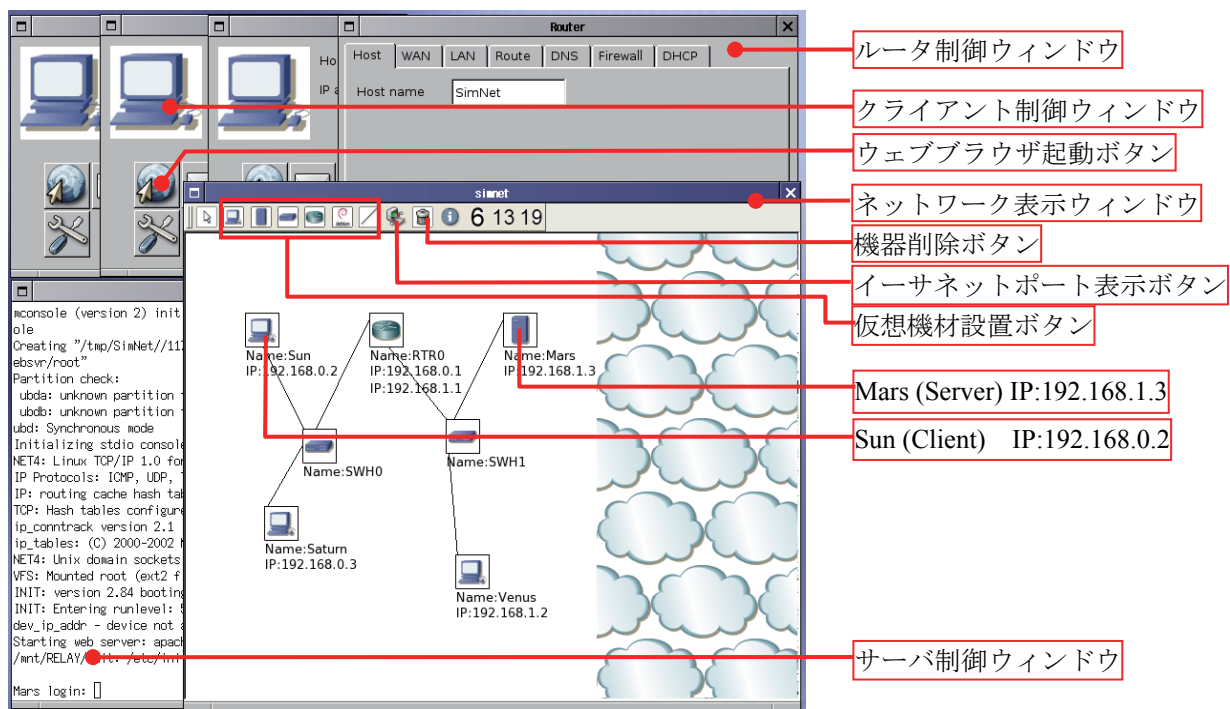 Router
Host WAN LAN Route DNS Firewall DHCP
Host name SimNet
simnet
6 13 19
mconsole (version 2) init
ole
Creating "/tmp/SimNet//117
ebsvr/root"
Partition check:
ubda: unknown partition
ubdb: unknown partition
ubd: Synchronous mode
Initializing stdio console
NET4: Linux TCP/IP 1.0 for
IP Protocols: ICMP, UDP,
IP: routing cache hash tab
TCP: Hash tables configure
ip_conntrack version 2.1
ip_tables: (C) 2000-2002
NET4: Unix domain sockets
VFS: Mounted root (ext2 f
INIT: version 2.84 booting
INIT: Entering runlevel:
dev_ip_addr - device not
Starting web server: apac
/mnt/RELAY/
Mars login:
Name:Sun
IP:192.168.0.2
Name:RTR0
IP:192.168.0.1
IP:192.168.1.1
Name:Mars
IP:192.168.1.3
Name:SWH0
Name:SWH1
Name:Saturn
IP:192.168.0.3
Name:Venus
IP:192.168.1.2
ルータ制御ウィンドウ
クライアント制御ウィンドウ
ウェブブラウザ起動ボタン
ネットワーク表示ウィンドウ
機器削除ボタン
イーサネットポート表示ボタン
仮想機材設置ボタン
Mars (Server) IP:192.168.1.3
Sun (Client) IP:192.168.0.2
サーバ制御ウィンドウ